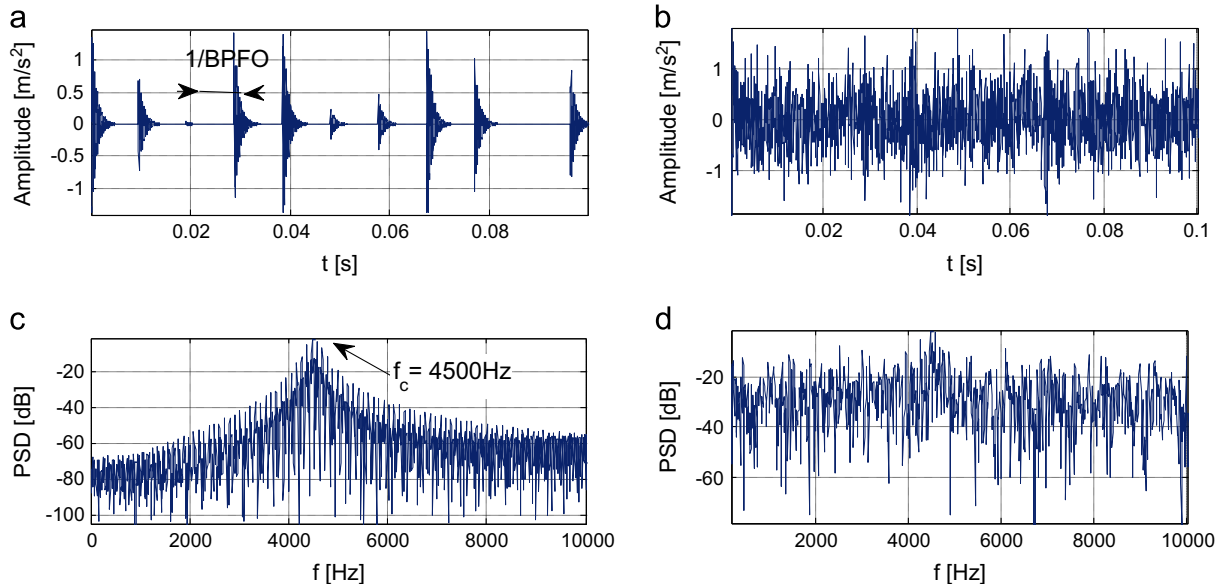 a
Amplitude [m/s²]
1
0.5
0
-0.5
-1
1/BPFO
0.02
0.04
0.06
0.08
t [s]
b
Amplitude [m/s²]
1
0
-1
0.02
0.04
0.06
0.08
0.1
t [s]
c
PSD [dB]
-20
-40
-60
-80
-100
f_c = 4500Hz
0
2000
4000
6000
8000
10000
f [Hz]
d
PSD [dB]
-20
-40
-60
2000
4000
6000
8000
10000
f [Hz]